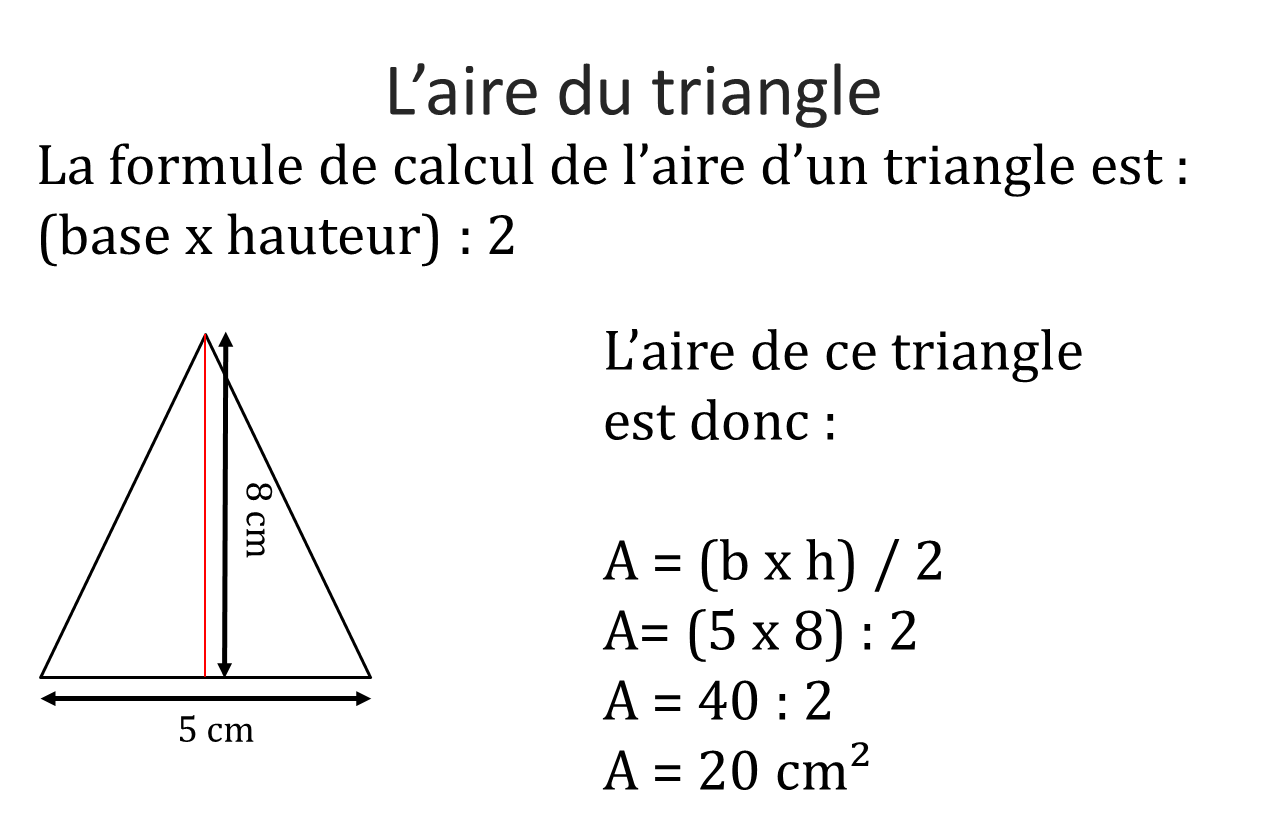 L’aire du triangle
La formule de calcul de l’aire d’un triangle est :
(base x hauteur) : 2
8 cm
5 cm
L’aire de ce triangle
est donc :
A = (b x h) / 2
A= (5 x 8) : 2
A = 40 : 2
A = 20 cm²